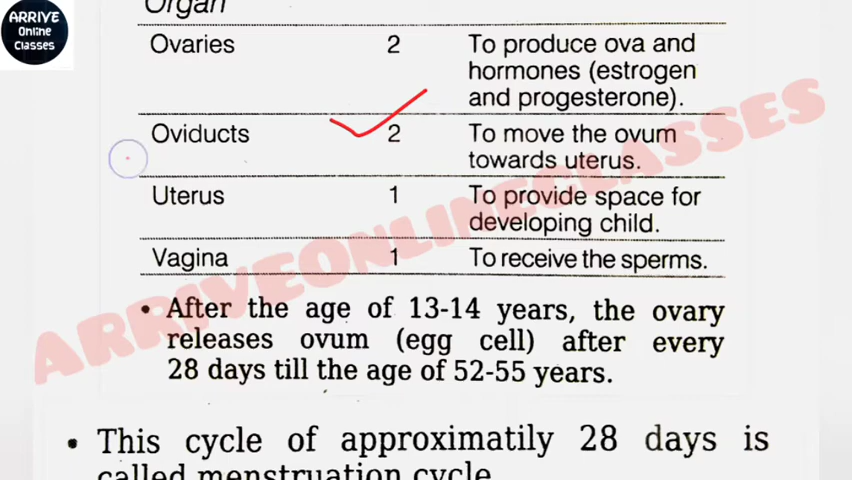 ARRIVE
Online
Classes
Organ
Ovaries 2 To produce ova and
hormones (estrogen
and progesterone).
Oviducts 2 To move the ovum
towards uterus.
Uterus 1 To provide space for
developing child.
Vagina 1 To receive the sperms.
• After the age of 13-14 years, the ovary
releases ovum (egg cell) after every
28 days till the age of 52-55 years.
• This cycle of approximatily 28 days is
called menstruation cycle
ARRIVEONLINECLASSES